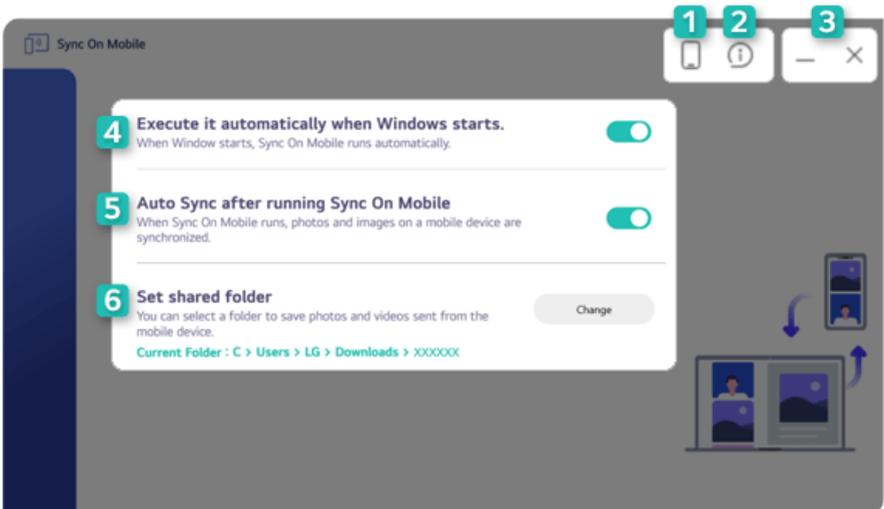 1 2 3
Sync On Mobile
4 Execute it automatically when Windows starts.
When Window starts, Sync On Mobile runs automatically.
5 Auto Sync after running Sync On Mobile
When Sync On Mobile runs, photos and images on a mobile device are
synchronized.
6 Set shared folder
You can select a folder to save photos and videos sent from the
mobile device.
Change
Current Folder : C > Users > LG > Downloads > XXXXXX